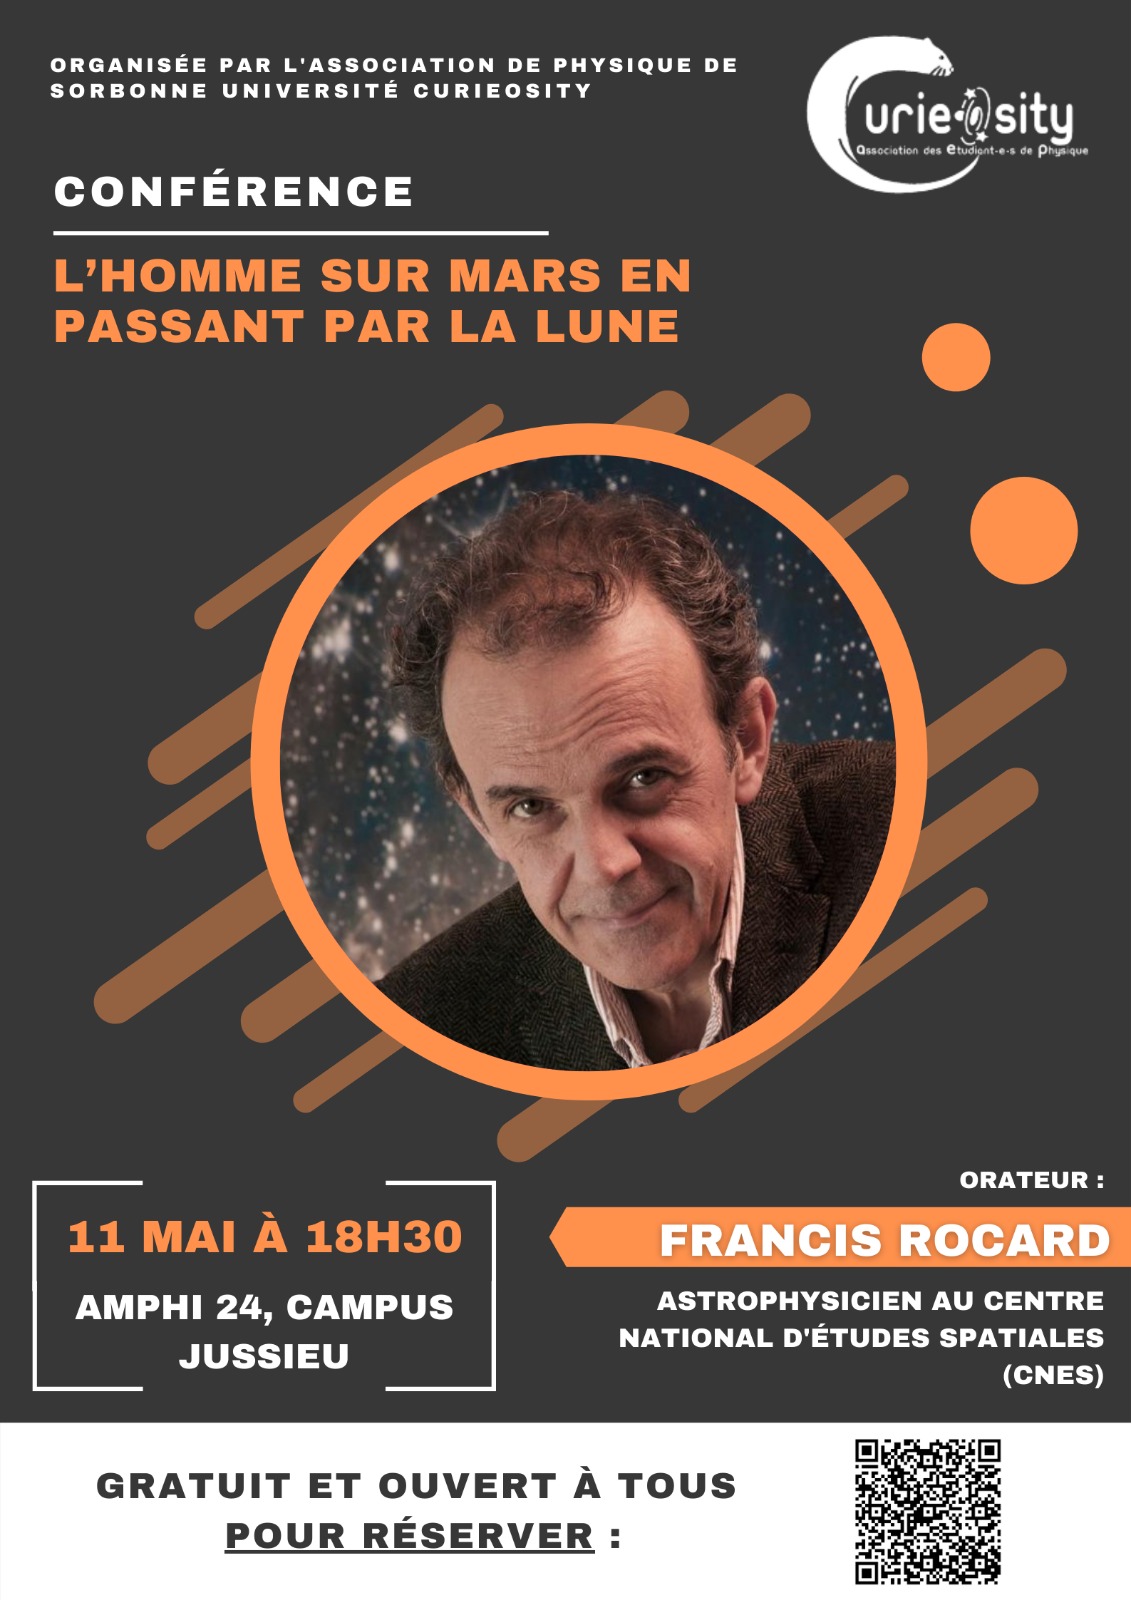 ORGANISÉE PAR L'ASSOCIATION DE PHYSIQUE DE
SORBONNE UNIVERSITÉ CURIEOSITY
Curieosity
association des etudiant-e-s de physique
CONFÉRENCE
L'HOMME SUR MARS EN
PASSANT PAR LA LUNE
11 MAI À 18H30
AMPHI 24, CAMPUS
JUSSIEU
ORATEUR :
FRANCIS ROCARD
ASTROPHYSICIEN AU CENTRE
NATIONAL D'ÉTUDES SPATIALES
(CNES)
GRATUIT ET OUVERT À TOUS
POUR RÉSERVER :